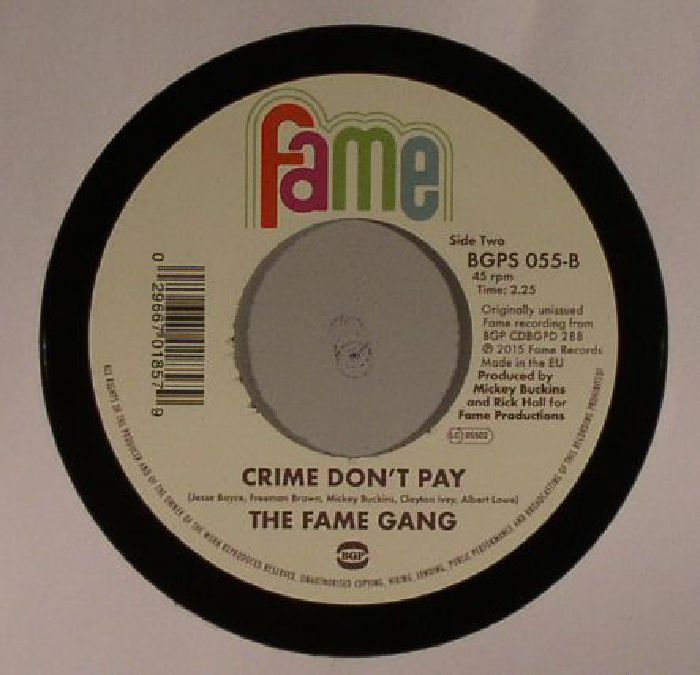 fame
Side Two
BGPS 055-B
45 rpm
Time: 2.25
Originally unissued
Fame recording from
BGP CDBGPD 288
℗ 2015 Fame Records
Made in the EU
Produced by
Mickey Buckins
and Rick Hall for
Fame Productions
LC 05502
0 29667 01857 9
CRIME DON'T PAY
(Jesse Boyce, Freeman Brown, Mickey Buckins, Clayton Ivey, Albert Lowe)
THE FAME GANG
BGP
ALL RIGHTS OF THE PRODUCER AND OF THE OWNER OF THE WORK REPRODUCED RESERVED. UNAUTHORISED COPYING, HIRING, LENDING, PUBLIC PERFORMANCE AND BROADCASTING OF THIS RECORDING PROHIBITED